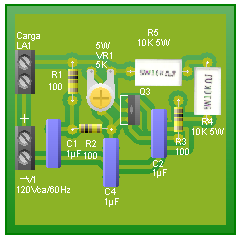 Carga
LA1
R1
100
5W
VR1
5K
R5
10K 5W
Q3
C1
1µF
R2
100
C4
1µF
C2
1µF
R3
100
R4
10K 5W
+
~V1
120Vca/60Hz